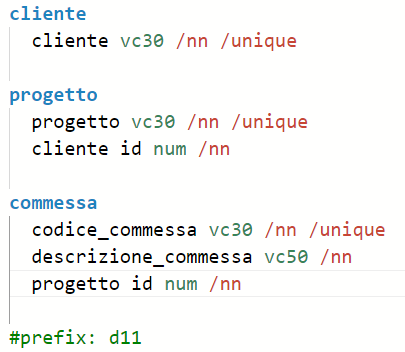 cliente
cliente vc30 /nn /unique
progetto
progetto vc30 /nn /unique
cliente id num /nn
commessa
codice_commessa vc30 /nn /unique
descrizione_commessa vc50 /nn
progetto id num /nn
#prefix: d11